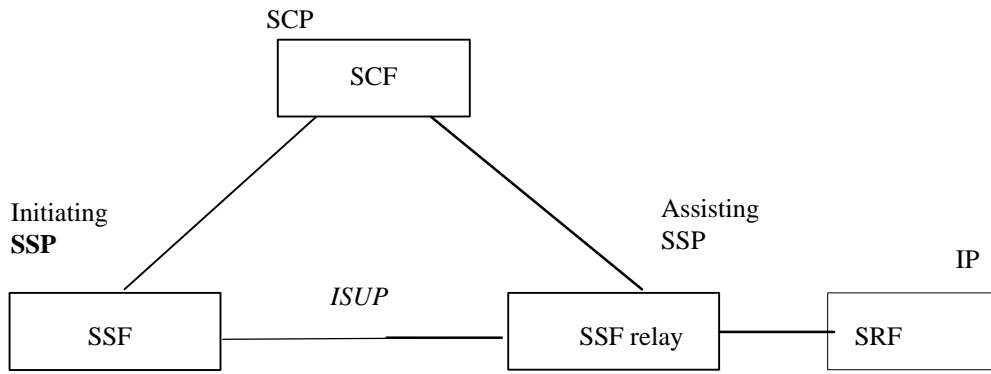 SCP
SCF
Initiating
SSP
Assisting
SSP
IP
ISUP
SSF
SSF relay
SRF